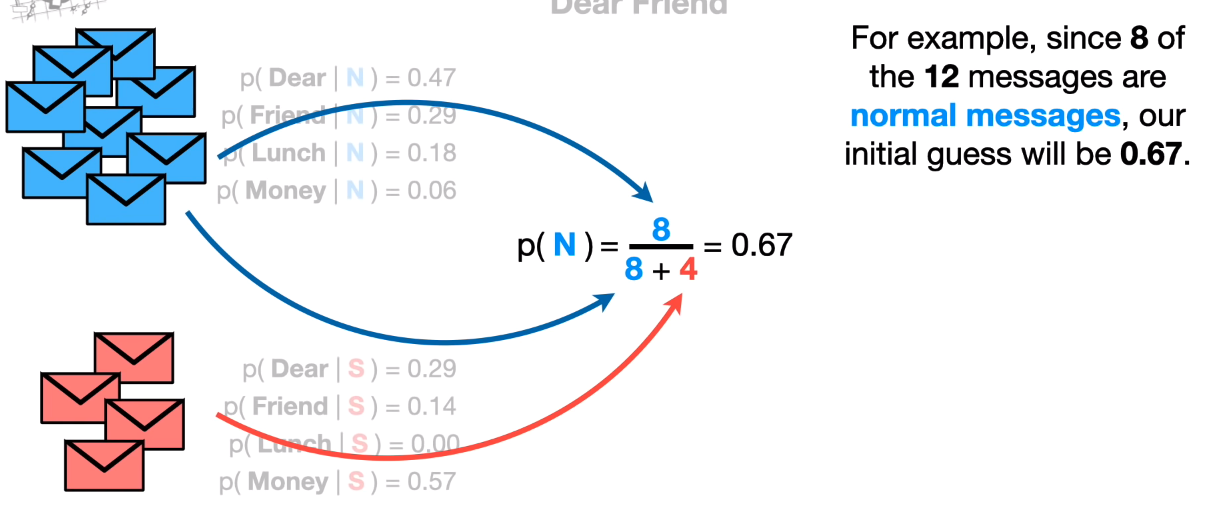 Dear Friend
For example, since 8 of
the 12 messages are
normal messages, our
initial guess will be 0.67.
p( Dear | N ) = 0.47
p( Friend | N ) = 0.29
p( Lunch | N ) = 0.18
p( Money | N ) = 0.06
p( N ) = 8 / 8 + 4 = 0.67
p( Dear | S ) = 0.29
p( Friend | S ) = 0.14
p( Lunch | S ) = 0.00
p( Money | S ) = 0.57